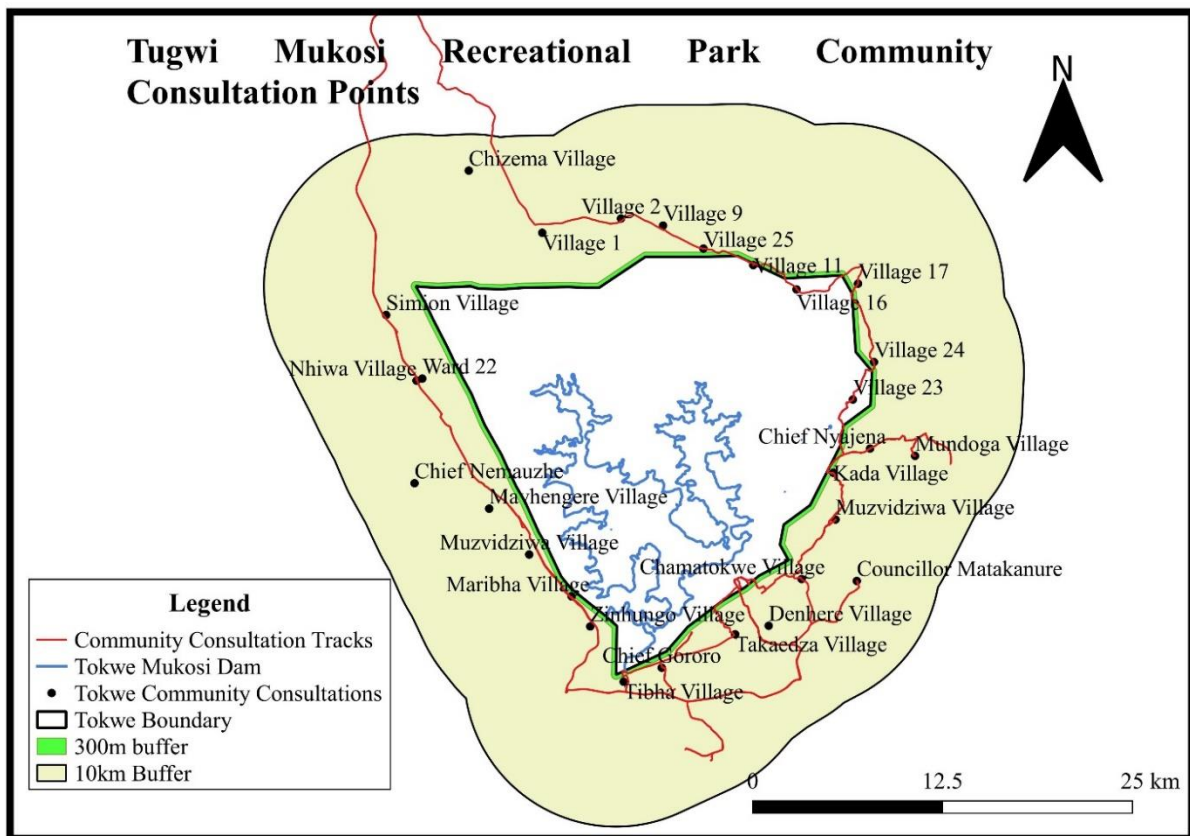 Tugwi Mukosi Recreational Park Community
Consultation Points
N
Chizema Village
Village 2
Village 9
Village 1
Village 25
Village 11
Village 17
Village 16
Simion Village
Nhiwa Village
Ward 22
Village 24
Village 23
Chief Nyajena
Mundoga Village
Kada Village
Chief Nemauzhe
Mavhengere Village
Muzvidziwa Village
Muzvidziwa Village
Chamatokwe Village
Councillor Matakanure
Maribha Village
Zinhungo Village
Denhere Village
Takaedza Village
Chief Gororo
Tibha Village
Legend
Community Consultation Tracks
Tokwe Mukosi Dam
Tokwe Community Consultations
Tokwe Boundary
300m buffer
10km Buffer
0 12.5 25 km